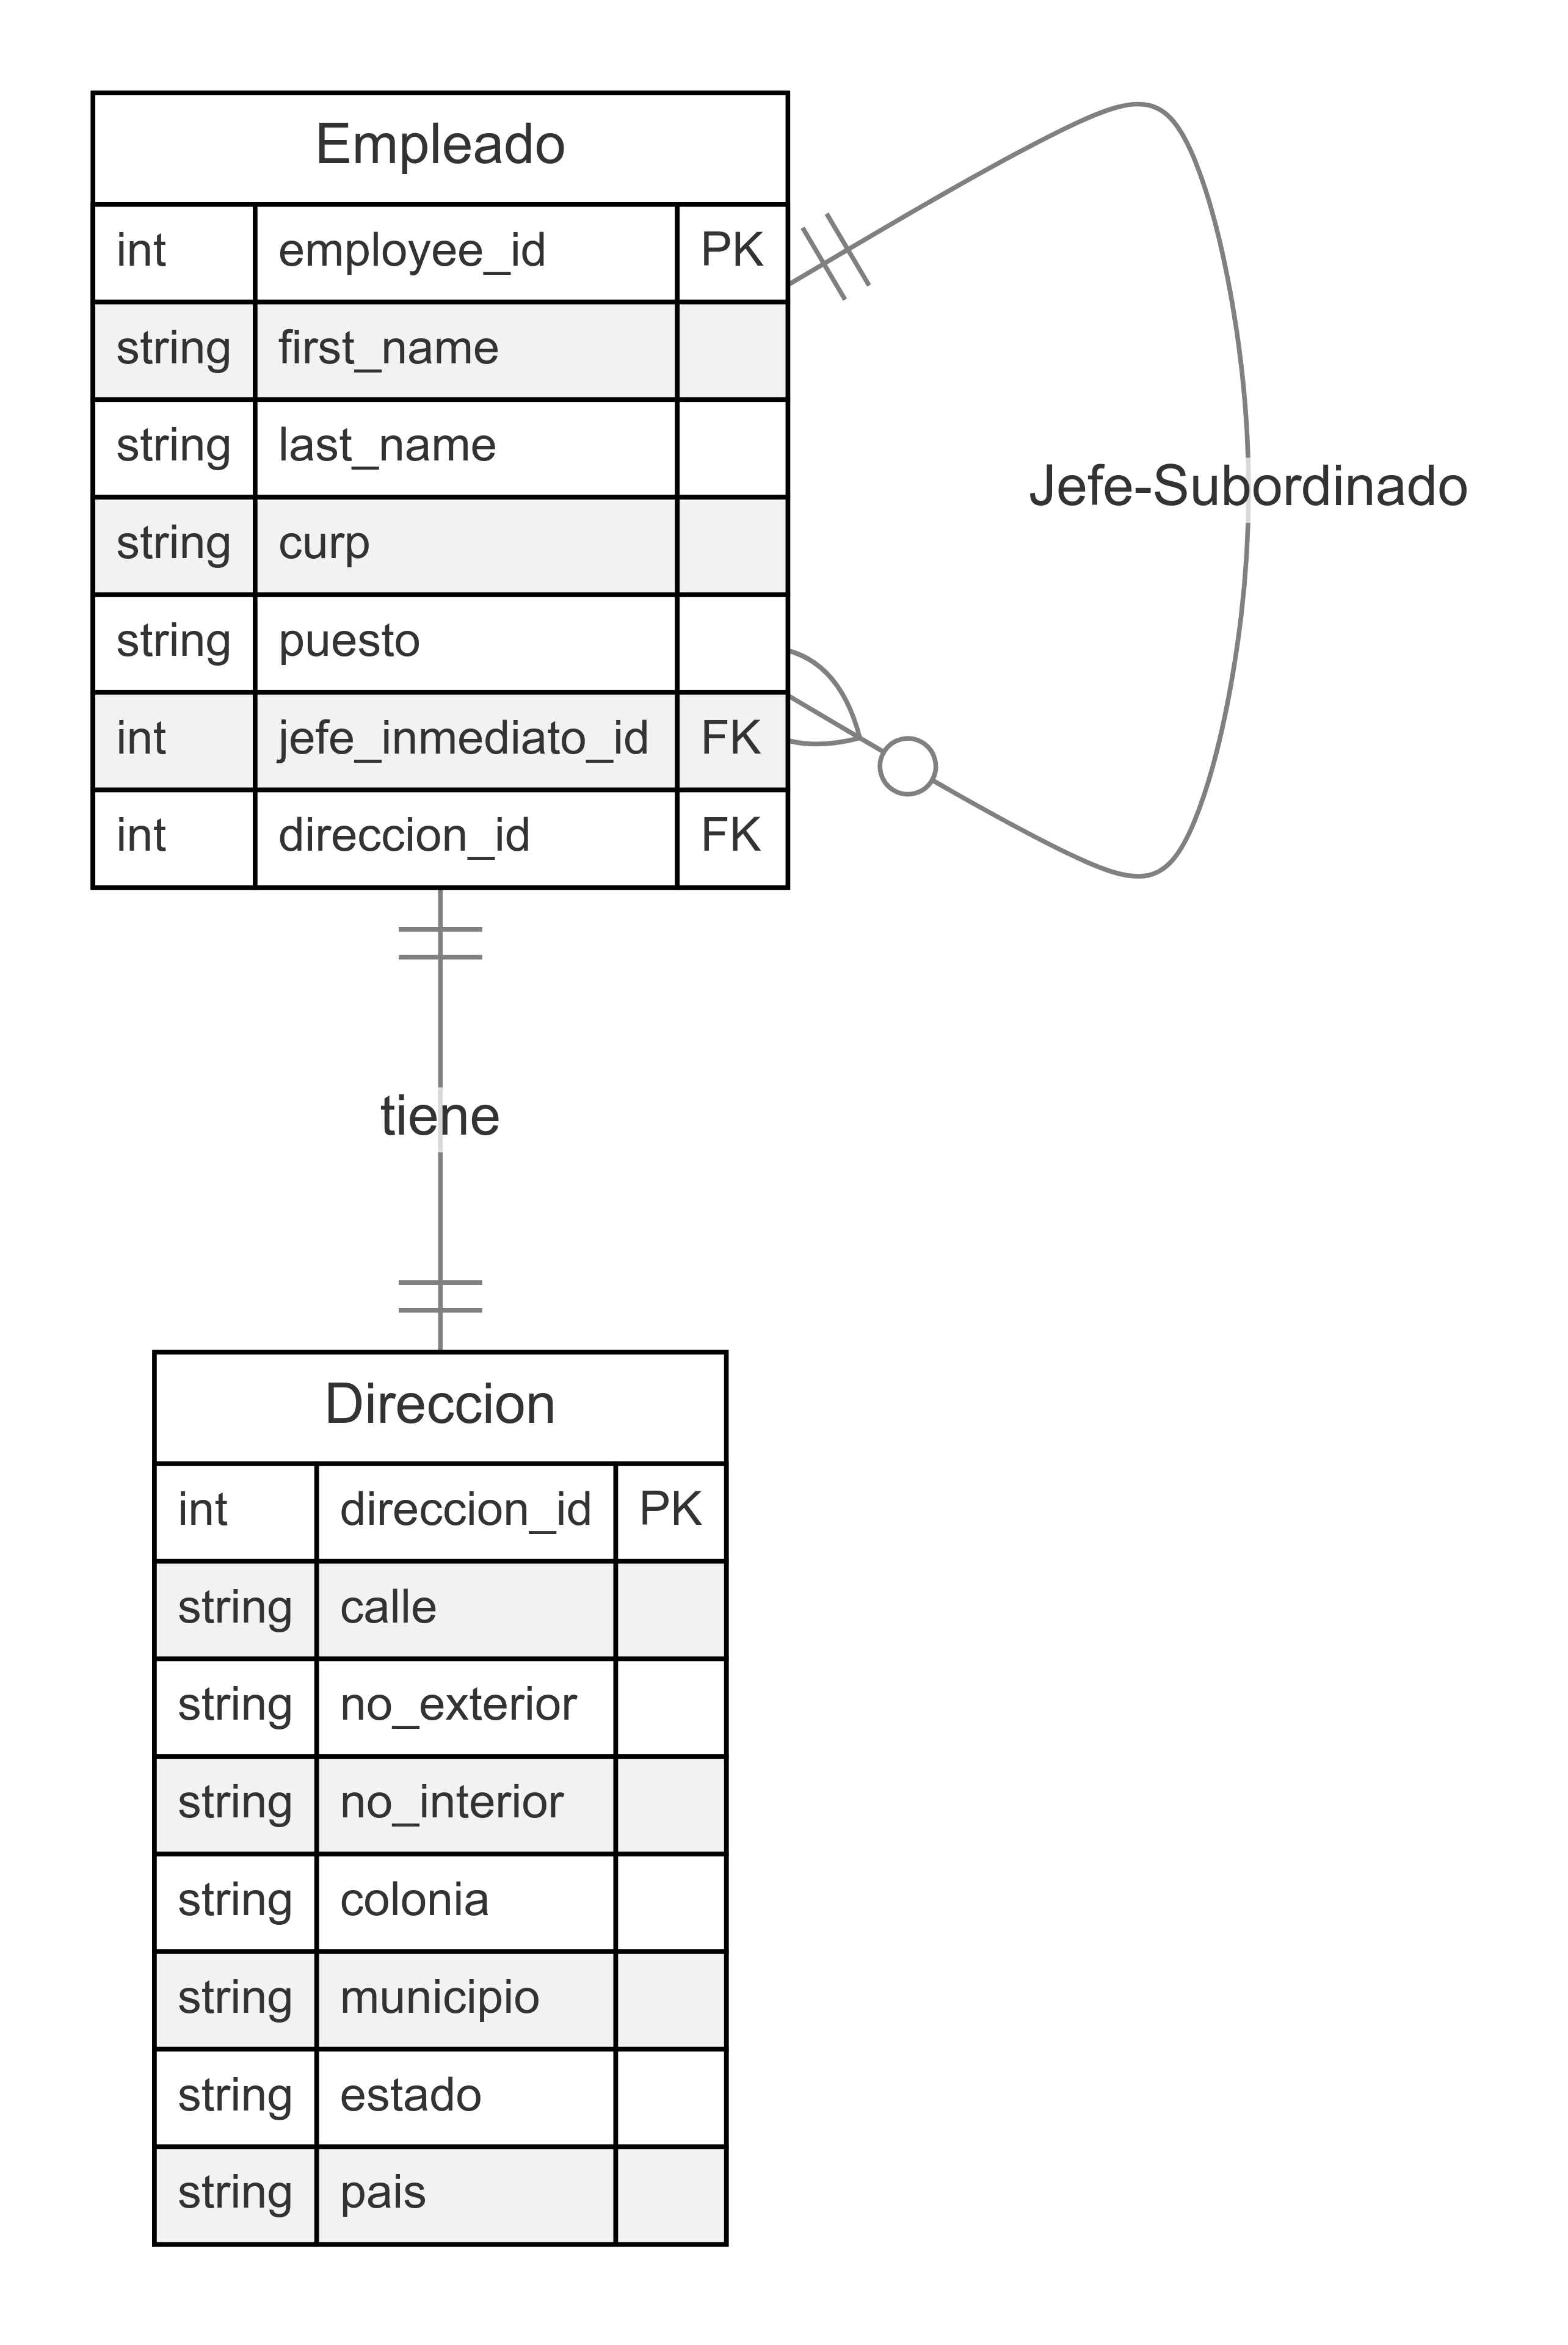 Empleado
int employee_id PK
string first_name
string last_name
string curp
string puesto
int jefe_inmediato_id FK
int direccion_id FK
Jefe-Subordinado
tiene
Direccion
int direccion_id PK
string calle
string no_exterior
string no_interior
string colonia
string municipio
string estado
string pais